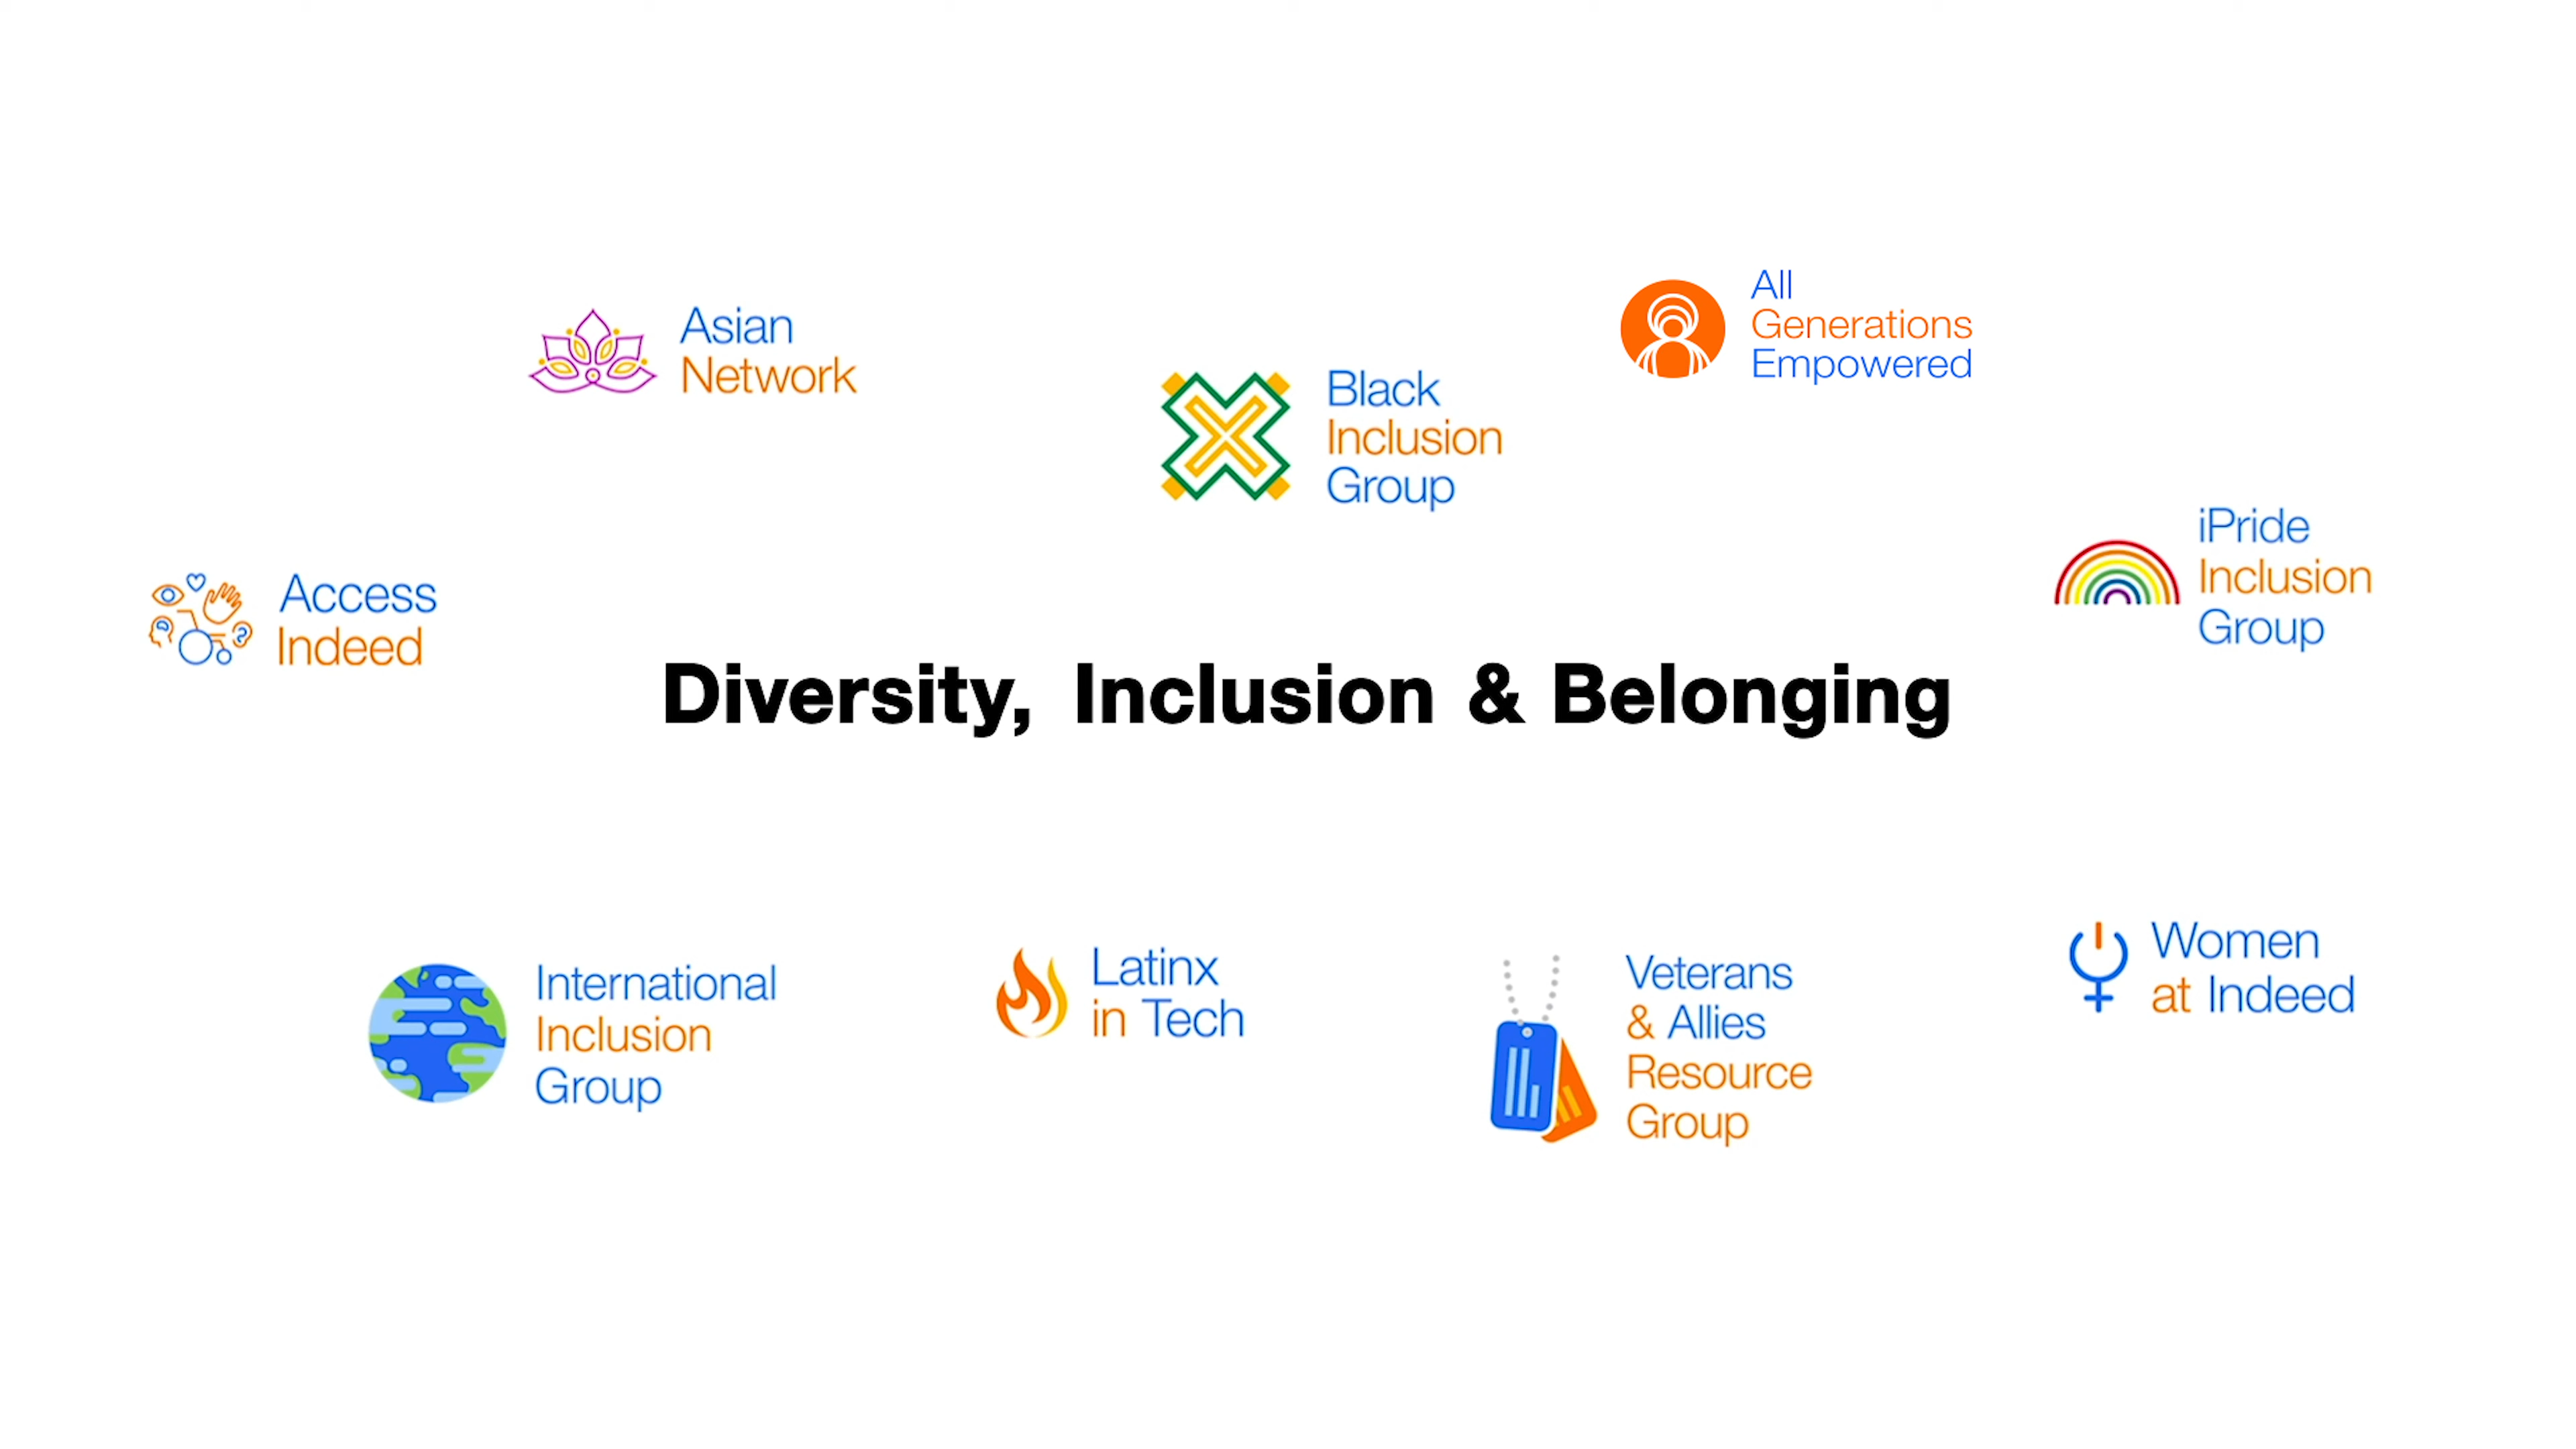 All
Generations
Empowered
Asian
Network
Black
Inclusion
Group
iPride
Inclusion
Group
Access
Indeed
Diversity, Inclusion & Belonging
Women
at Indeed
Latinx
in Tech
Veterans
& Allies
Resource
Group
International
Inclusion
Group